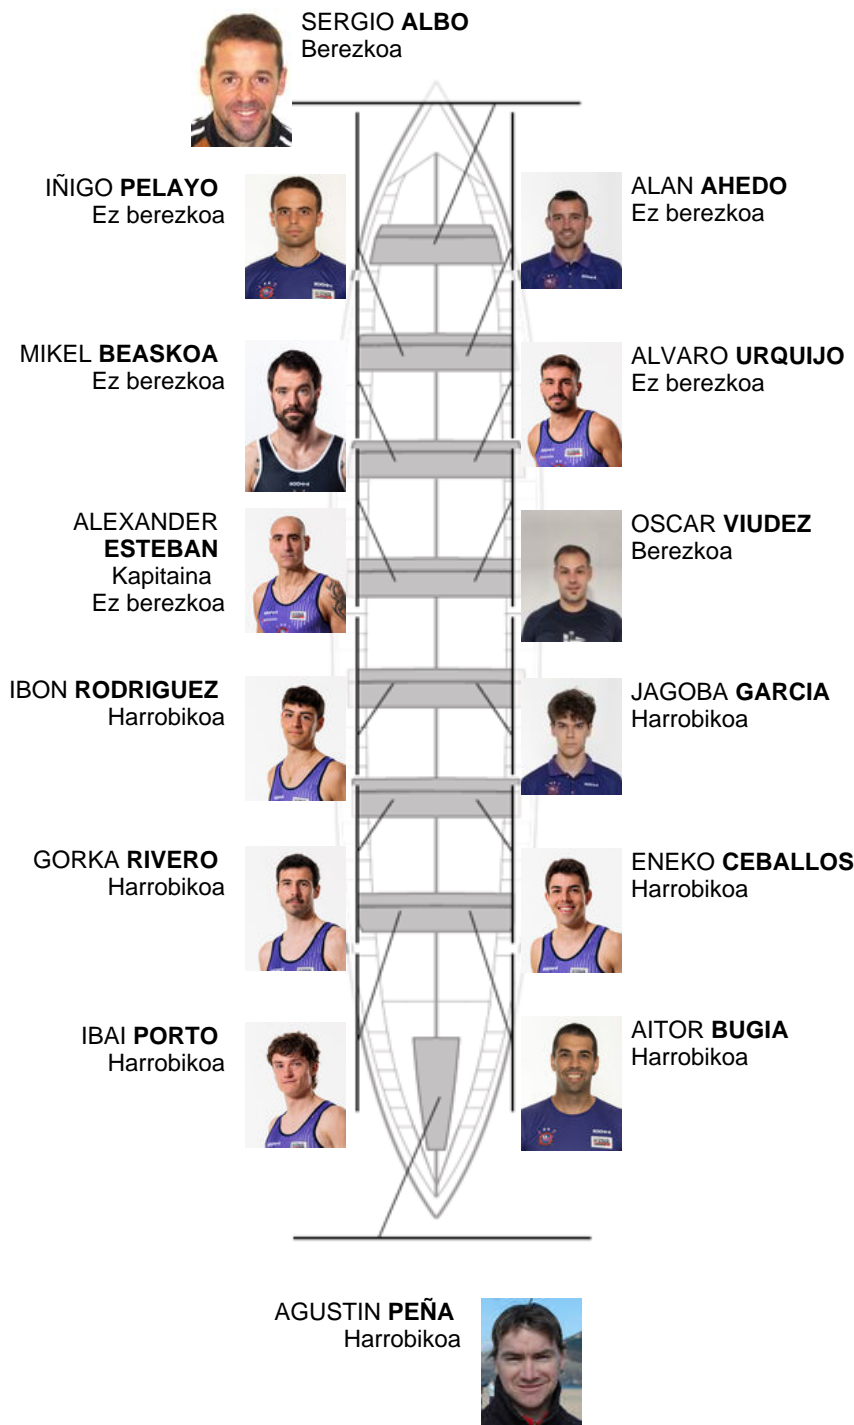 SERGIO ALBO
Berezkoa
IÑIGO PELAYO
Ez berezkoa
ALAN AHEDO
Ez berezkoa
MIKEL BEASKOA
Ez berezkoa
ALVARO URQUIJO
Ez berezkoa
ALEXANDER
ESTEBAN
Kapitaina
Ez berezkoa
OSCAR VIUDEZ
Berezkoa
IBON RODRIGUEZ
Harrobikoa
JAGOBA GARCIA
Harrobikoa
GORKA RIVERO
Harrobikoa
ENEKO CEBALLOS
Harrobikoa
IBAI PORTO
Harrobikoa
AITOR BUGIA
Harrobikoa
AGUSTIN PEÑA
Harrobikoa